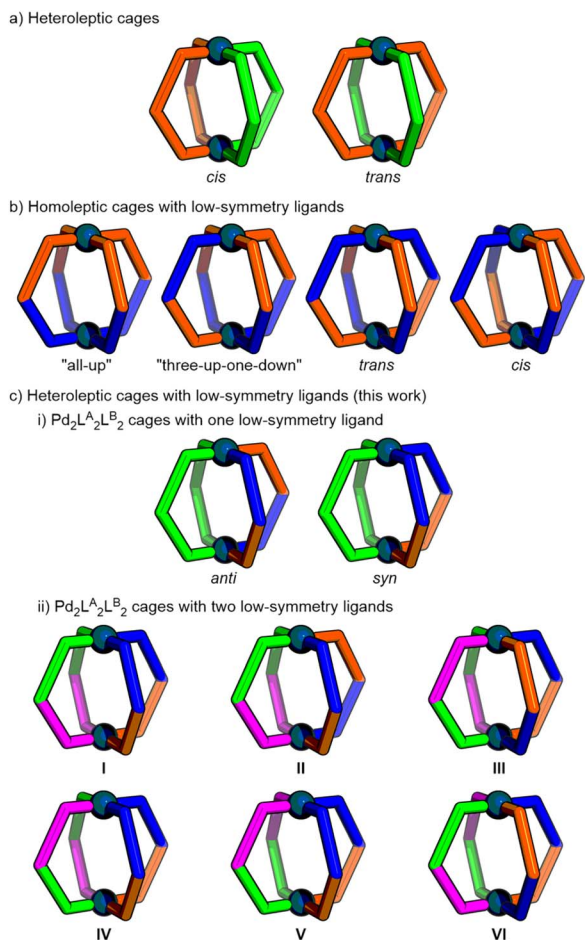 a) Heteroleptic cages
cis trans
b) Homoleptic cages with low-symmetry ligands
"all-up" "three-up-one-down" trans cis
c) Heteroleptic cages with low-symmetry ligands (this work)
i) Pd₂Lᴬ₂Lᴮ₂ cages with one low-symmetry ligand
anti syn
ii) Pd₂Lᴬ₂Lᴮ₂ cages with two low-symmetry ligands
I II III
IV V VI